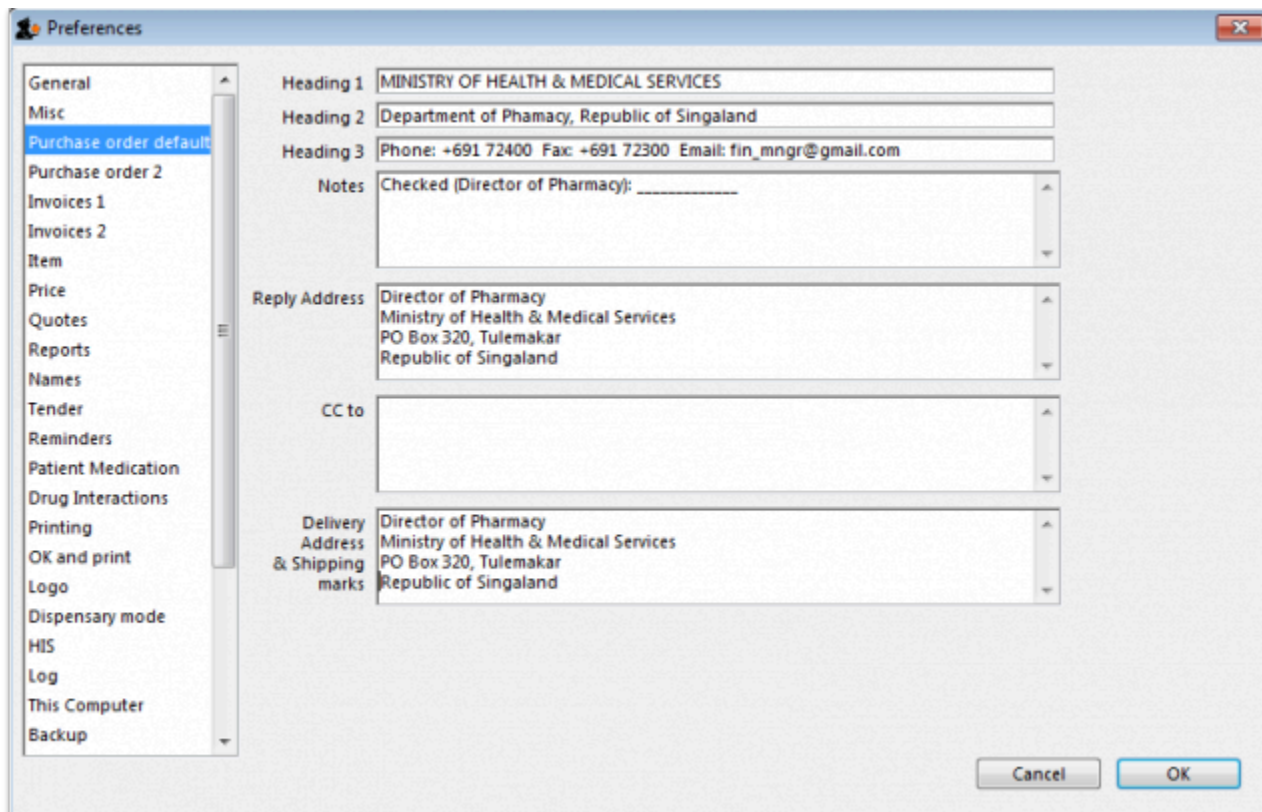 Preferences
General
Misc
Purchase order default
Purchase order 2
Invoices 1
Invoices 2
Item
Price
Quotes
Reports
Names
Tender
Reminders
Patient Medication
Drug Interactions
Printing
OK and print
Logo
Dispensary mode
HIS
Log
This Computer
Backup
Heading 1 MINISTRY OF HEALTH & MEDICAL SERVICES
Heading 2 Department of Phamacy, Republic of Singaland
Heading 3 Phone: +691 72400 Fax: +691 72300 Email: fin_mngr@gmail.com
Notes Checked (Director of Pharmacy): _____________
Reply Address Director of Pharmacy
Ministry of Health & Medical Services
PO Box 320, Tulemakar
Republic of Singaland
CC to
Delivery Director of Pharmacy
Address Ministry of Health & Medical Services
& Shipping PO Box 320, Tulemakar
marks Republic of Singaland
Cancel OK